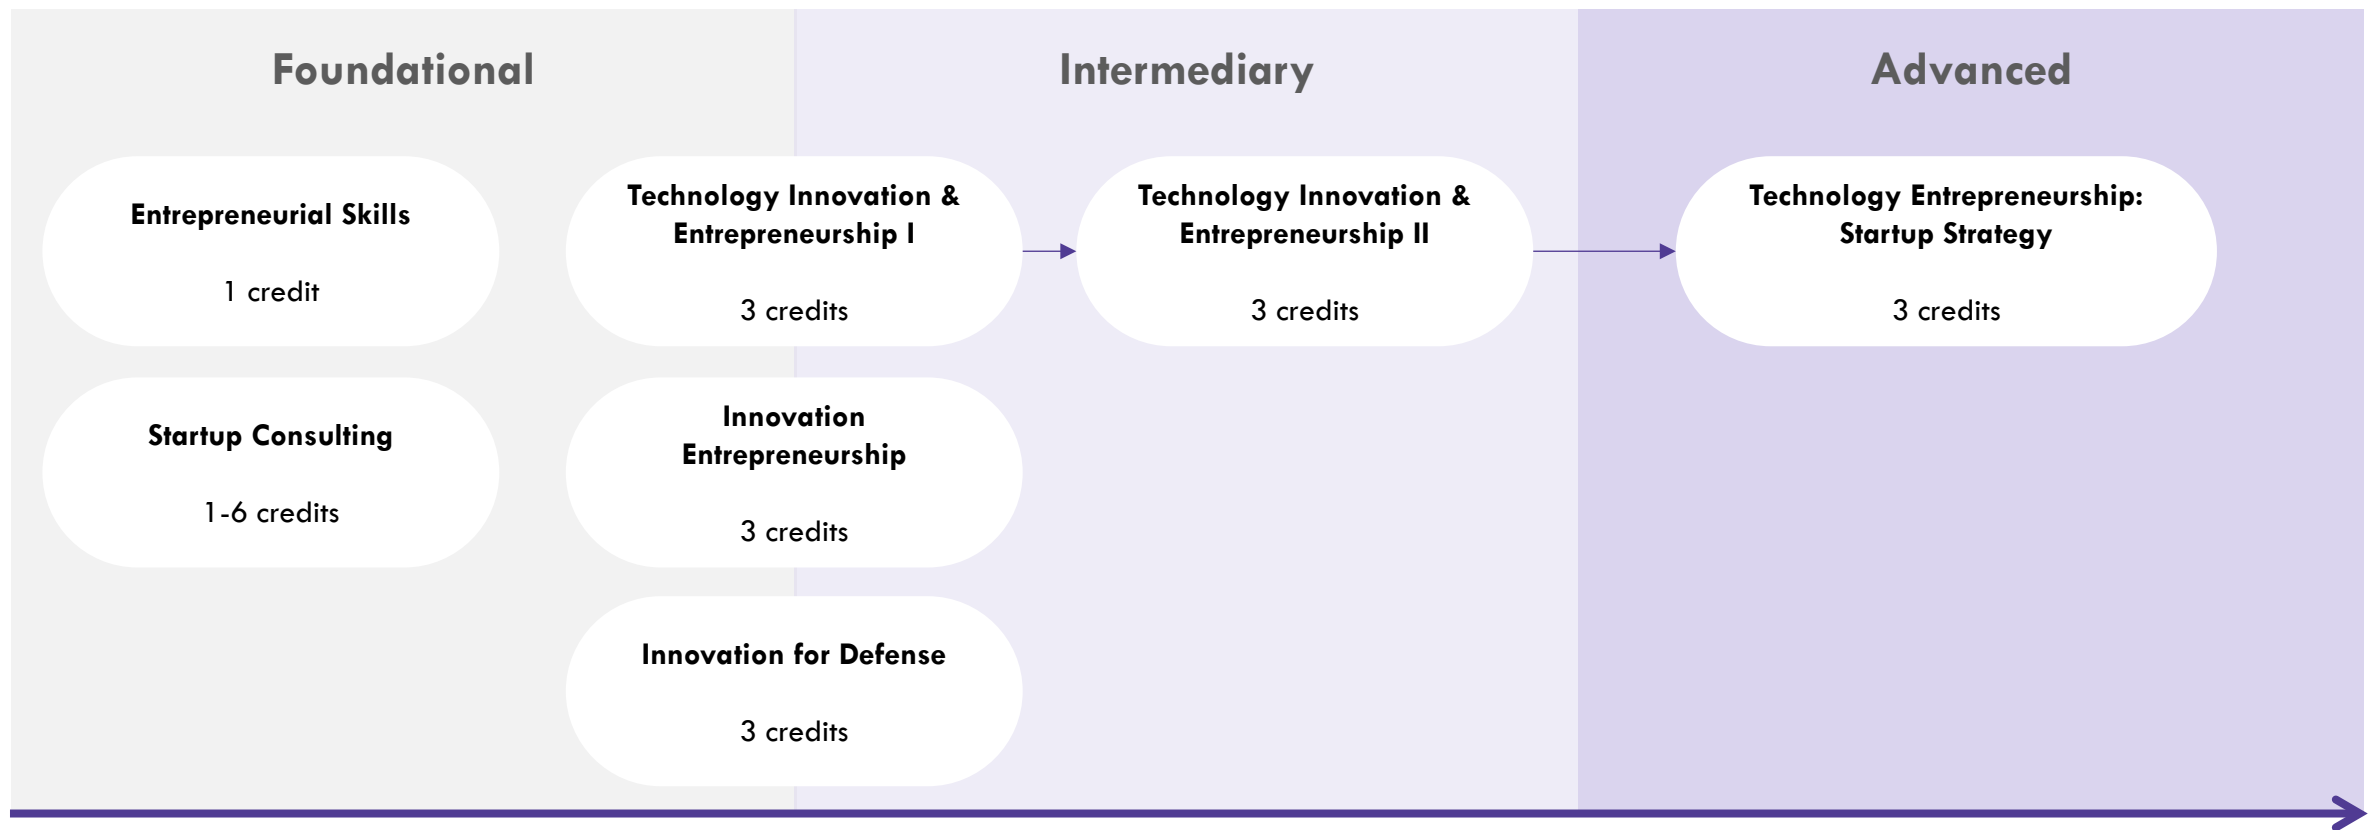 Foundational
Intermediary
Advanced
Entrepreneurial Skills
1 credit
Technology Innovation &
Entrepreneurship I
3 credits
Technology Innovation &
Entrepreneurship II
3 credits
Technology Entrepreneurship:
Startup Strategy
3 credits
Startup Consulting
1-6 credits
Innovation
Entrepreneurship
3 credits
Innovation for Defense
3 credits